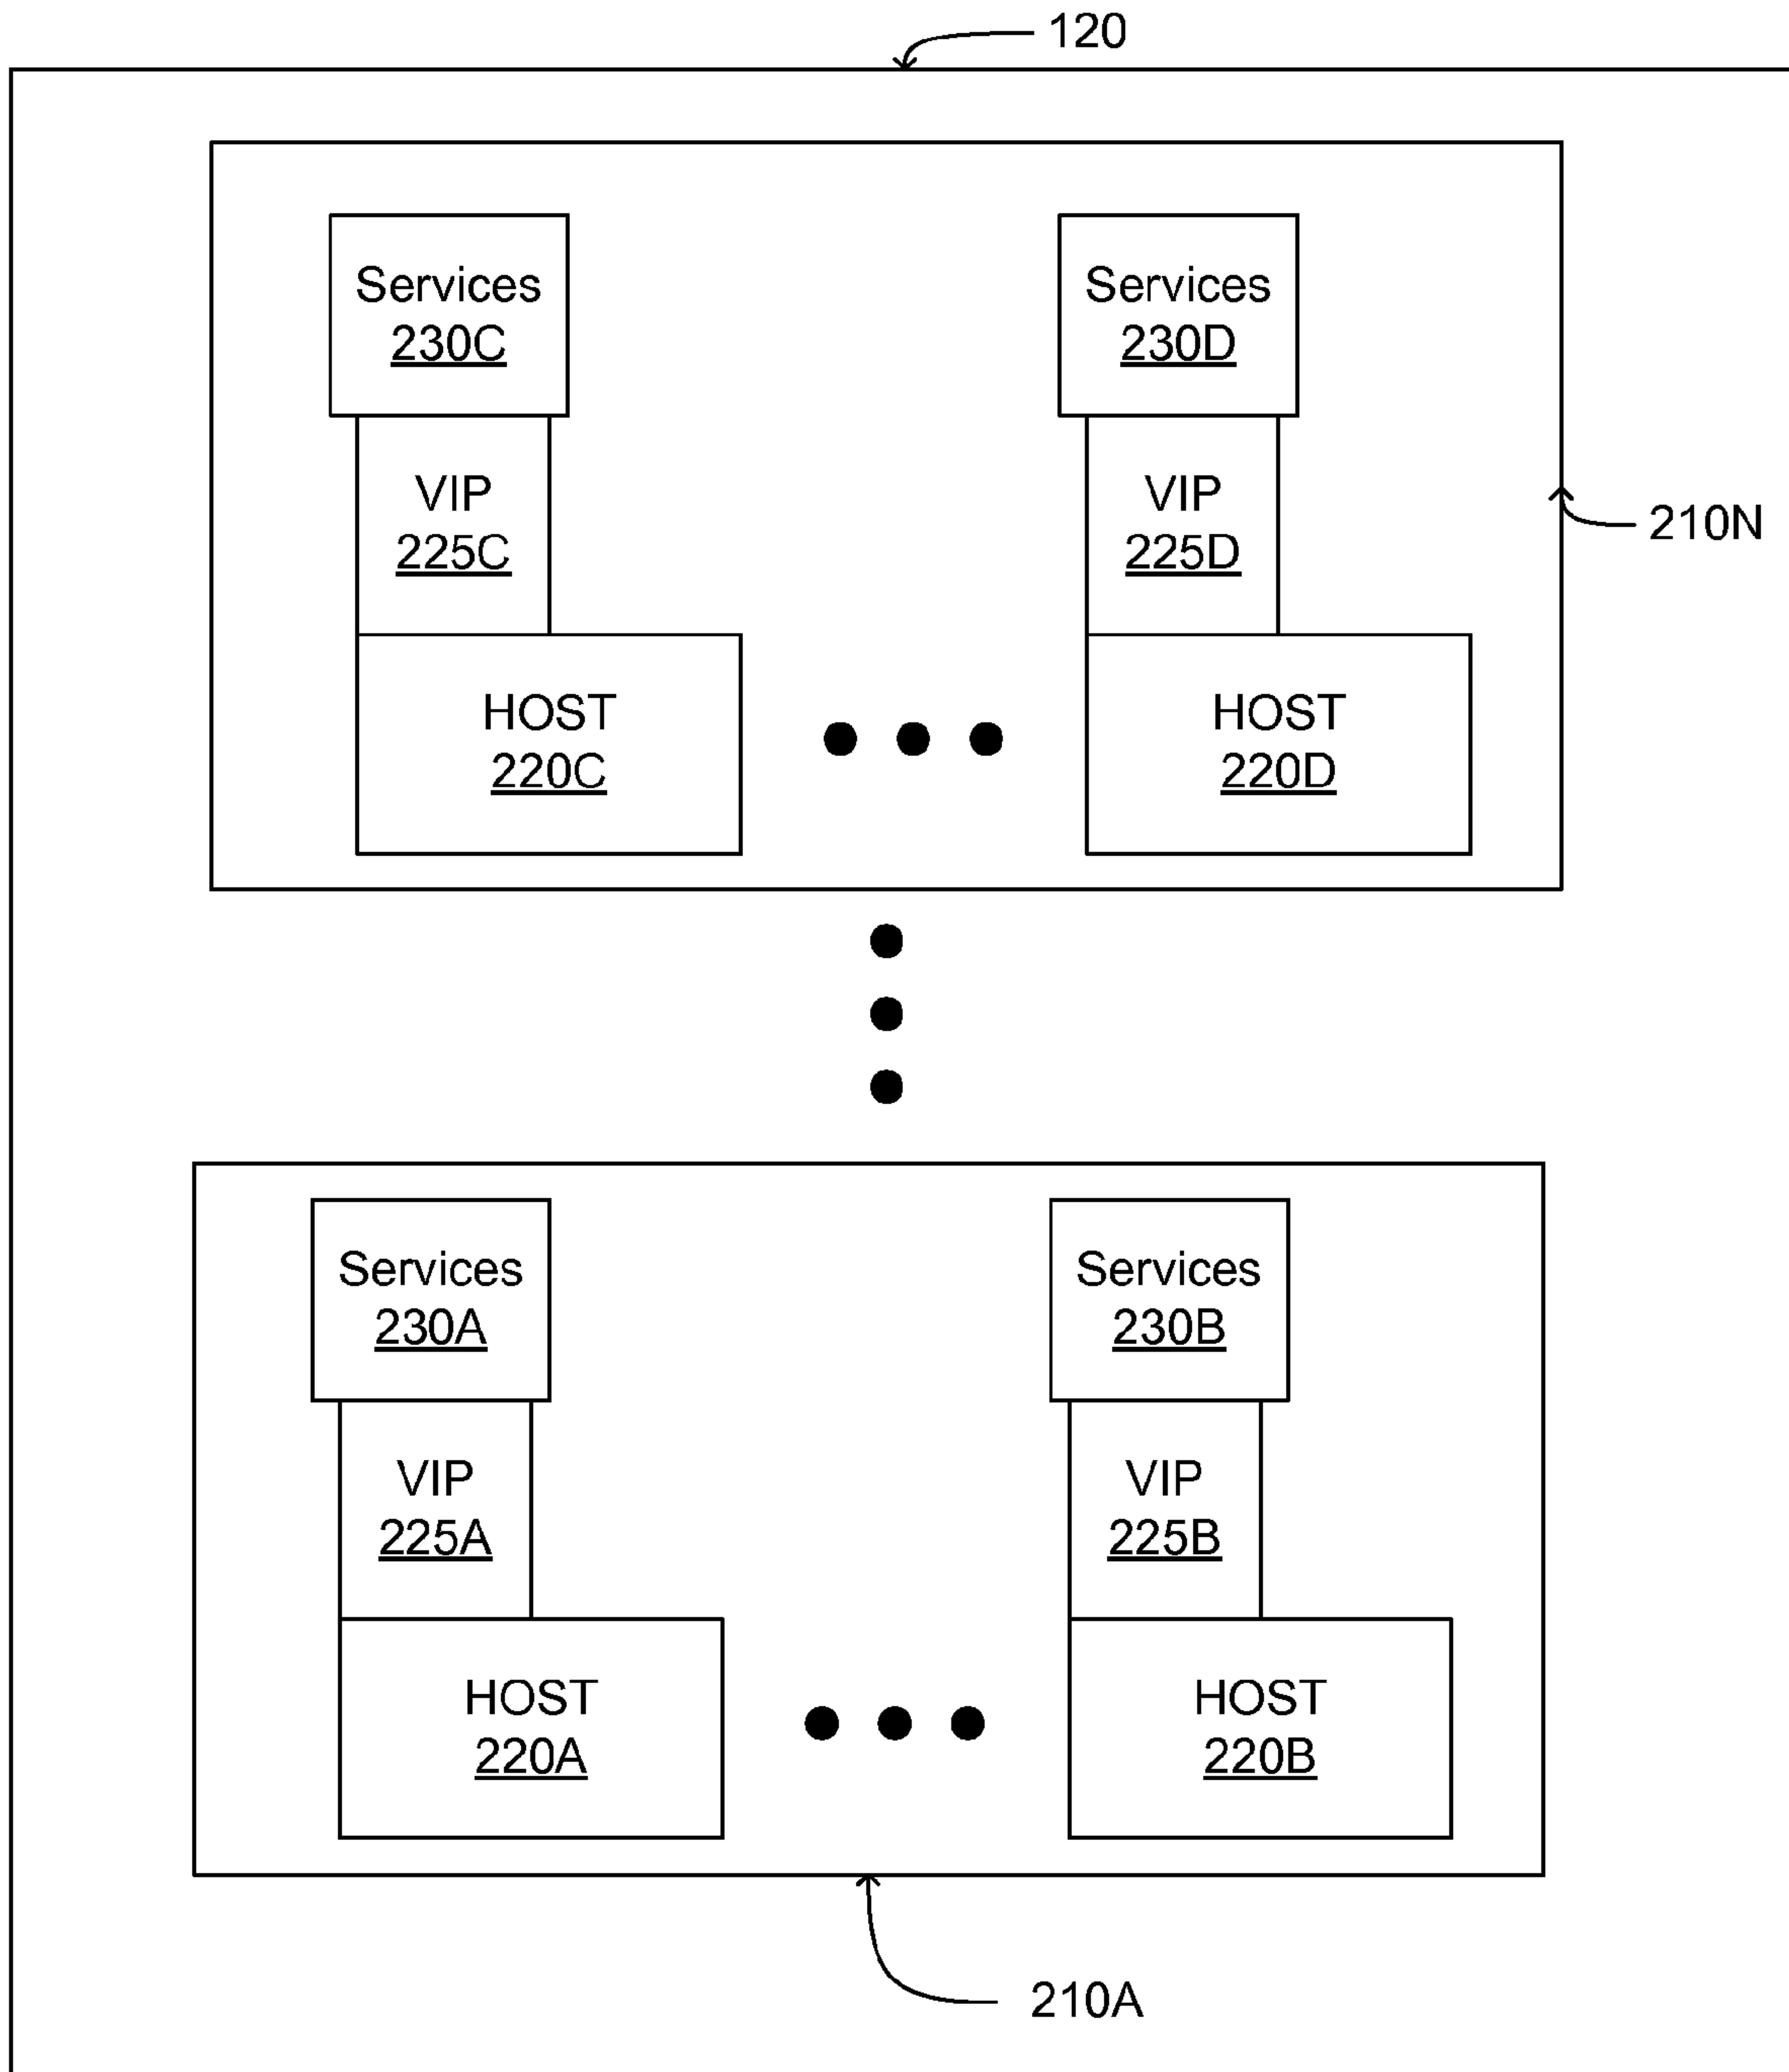 120
Services
230C
Services
230D
VIP
225C
VIP
225D
210N
HOST
220C
HOST
220D
Services
230A
Services
230B
VIP
225A
VIP
225B
HOST
220A
HOST
220B
210A